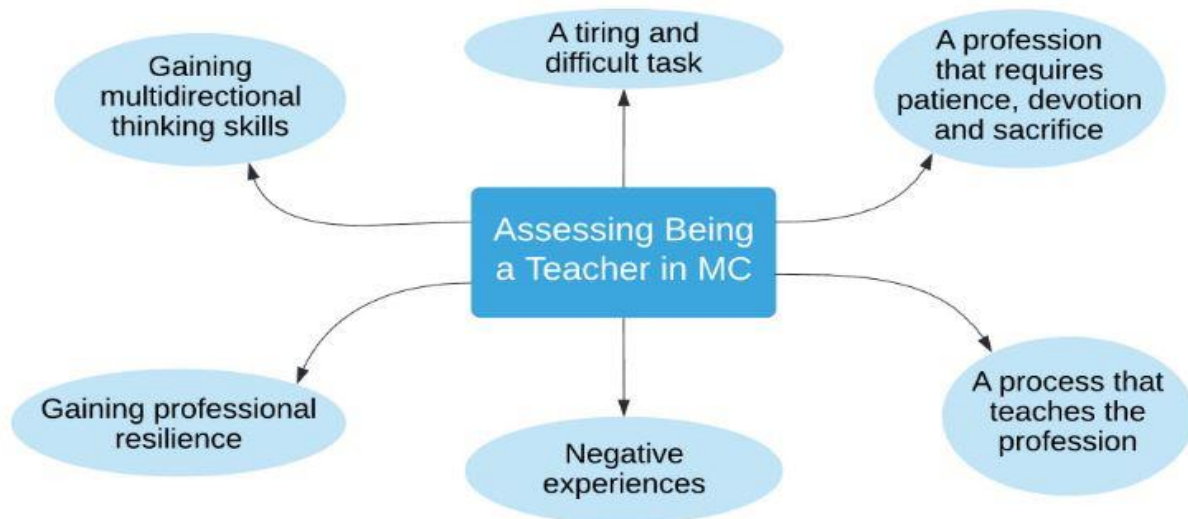 A tiring and
difficult task
Gaining
multidirectional
thinking skills
A profession
that requires
patience, devotion
and sacrifice
Assessing Being
a Teacher in MC
Gaining professional
resilience
Negative
experiences
A process that
teaches the
profession